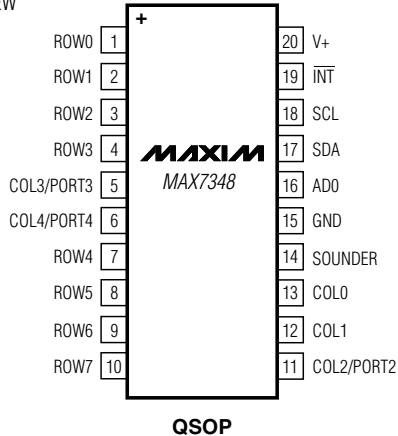 EW
+
ROW0 1 20 V+
ROW1 2 19 INT
ROW2 3 18 SCL
ROW3 4 17 SDA
MAXIM
MAX7348
COL3/PORT3 5 16 AD0
COL4/PORT4 6 15 GND
ROW4 7 14 SOUNDER
ROW5 8 13 COL0
ROW6 9 12 COL1
ROW7 10 11 COL2/PORT2
QSOP